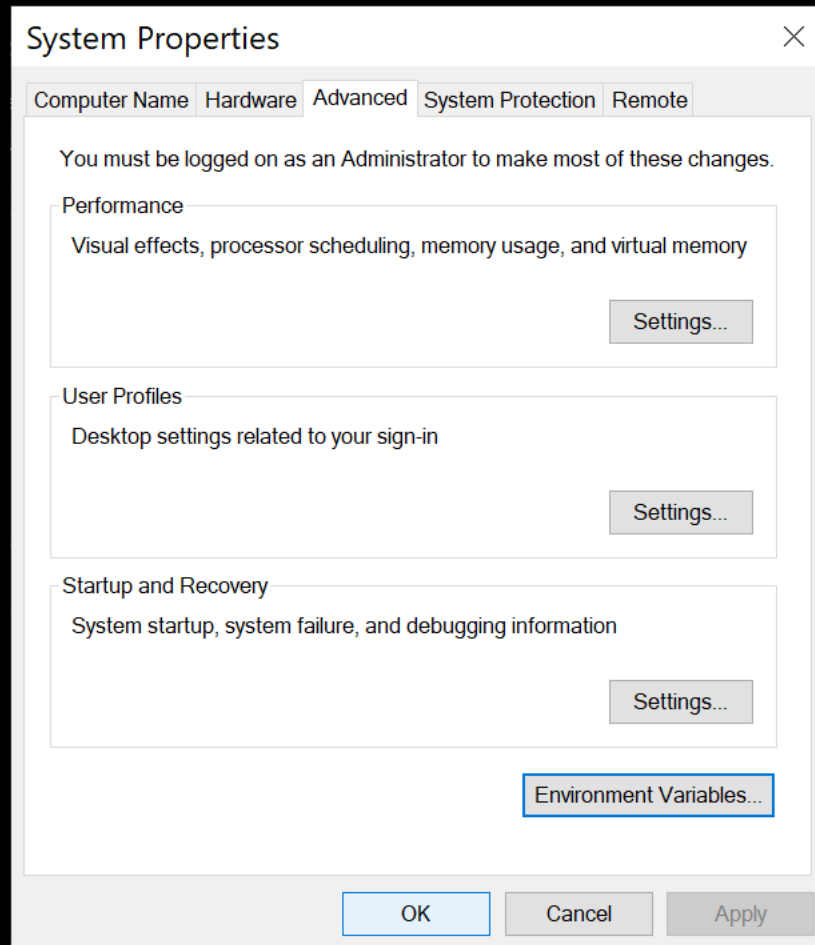 System Properties
Computer Name Hardware Advanced System Protection Remote
You must be logged on as an Administrator to make most of these changes.
Performance
Visual effects, processor scheduling, memory usage, and virtual memory
Settings...
User Profiles
Desktop settings related to your sign-in
Settings...
Startup and Recovery
System startup, system failure, and debugging information
Settings...
Environment Variables...
OK Cancel Apply